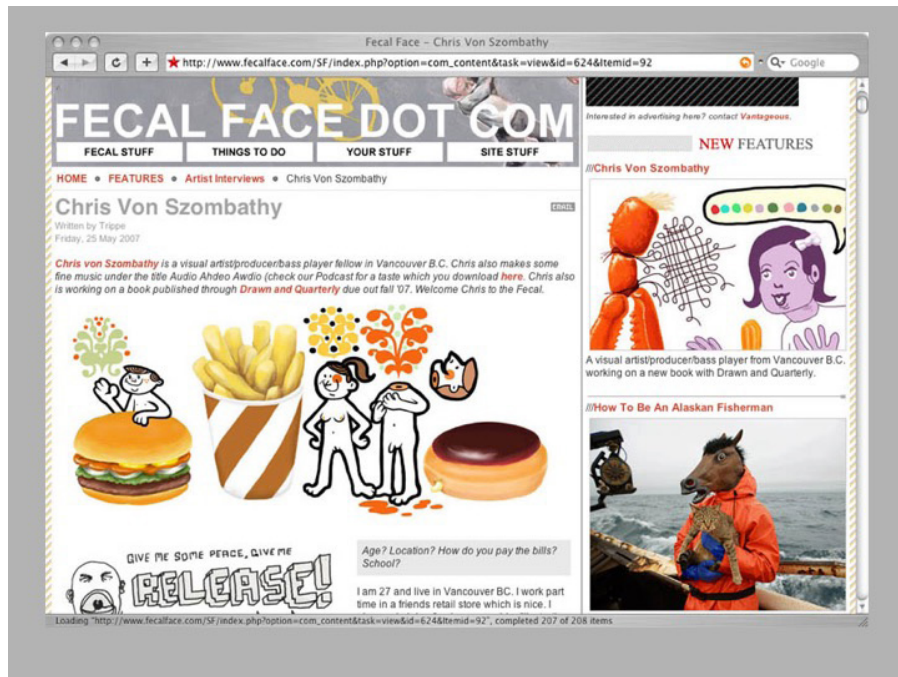 Fecal Face – Chris Von Szombathy
http://www.fecalface.com/SF/index.php?option=com_content&task=view&id=624&Itemid=92
Google
FECAL FACE DOT COM
FECAL STUFF THINGS TO DO YOUR STUFF SITE STUFF
HOME • FEATURES • Artist Interviews • Chris Von Szombathy
Chris Von Szombathy
EMAIL
Written by Trippe
Friday, 25 May 2007
Chris von Szombathy is a visual artist/producer/bass player fellow in Vancouver B.C. Chris also makes some
fine music under the title Audio Ahdeo Awdio (check our Podcast for a taste which you download here. Chris also
is working on a book published through Drawn and Quarterly due out fall '07. Welcome Chris to the Fecal.
GIVE ME SOME PEACE, GIVE ME
RELEASE!
Age? Location? How do you pay the bills?
School?
I am 27 and live in Vancouver BC. I work part
time in a friends retail store which is nice. I
Interested in advertising here? contact Vantageous.
NEW FEATURES
///Chris Von Szombathy
A visual artist/producer/bass player from Vancouver B.C.
working on a new book with Drawn and Quarterly.
///How To Be An Alaskan Fisherman
Loading "http://www.fecalface.com/SF/index.php?option=com_content&task=view&id=624&Itemid=92", completed 207 of 208 items